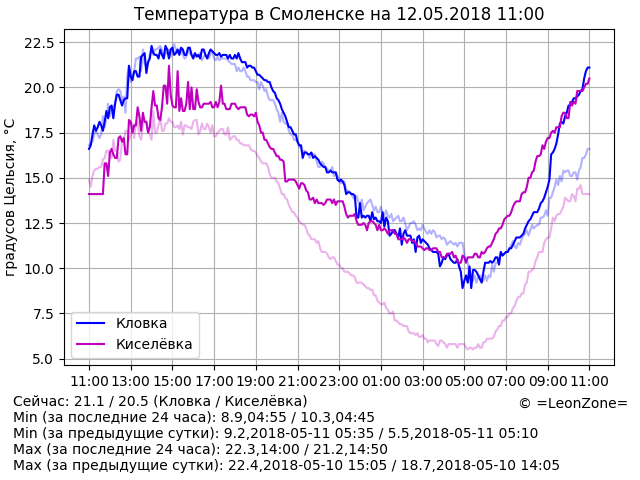 Температура в Смоленске на 12.05.2018 11:00
градусов Цельсия, °C
22.5
20.0
17.5
15.0
12.5
10.0
7.5
5.0
Кловка
Киселёвка
11:00 13:00 15:00 17:00 19:00 21:00 23:00 01:00 03:00 05:00 07:00 09:00 11:00
Сейчас: 21.1 / 20.5 (Кловка / Киселёвка)
© =LeonZone=
Min (за последние 24 часа): 8.9,04:55 / 10.3,04:45
Min (за предыдущие сутки): 9.2,2018-05-11 05:35 / 5.5,2018-05-11 05:10
Max (за последние 24 часа): 22.3,14:00 / 21.2,14:50
Max (за предыдущие сутки): 22.4,2018-05-10 15:05 / 18.7,2018-05-10 14:05